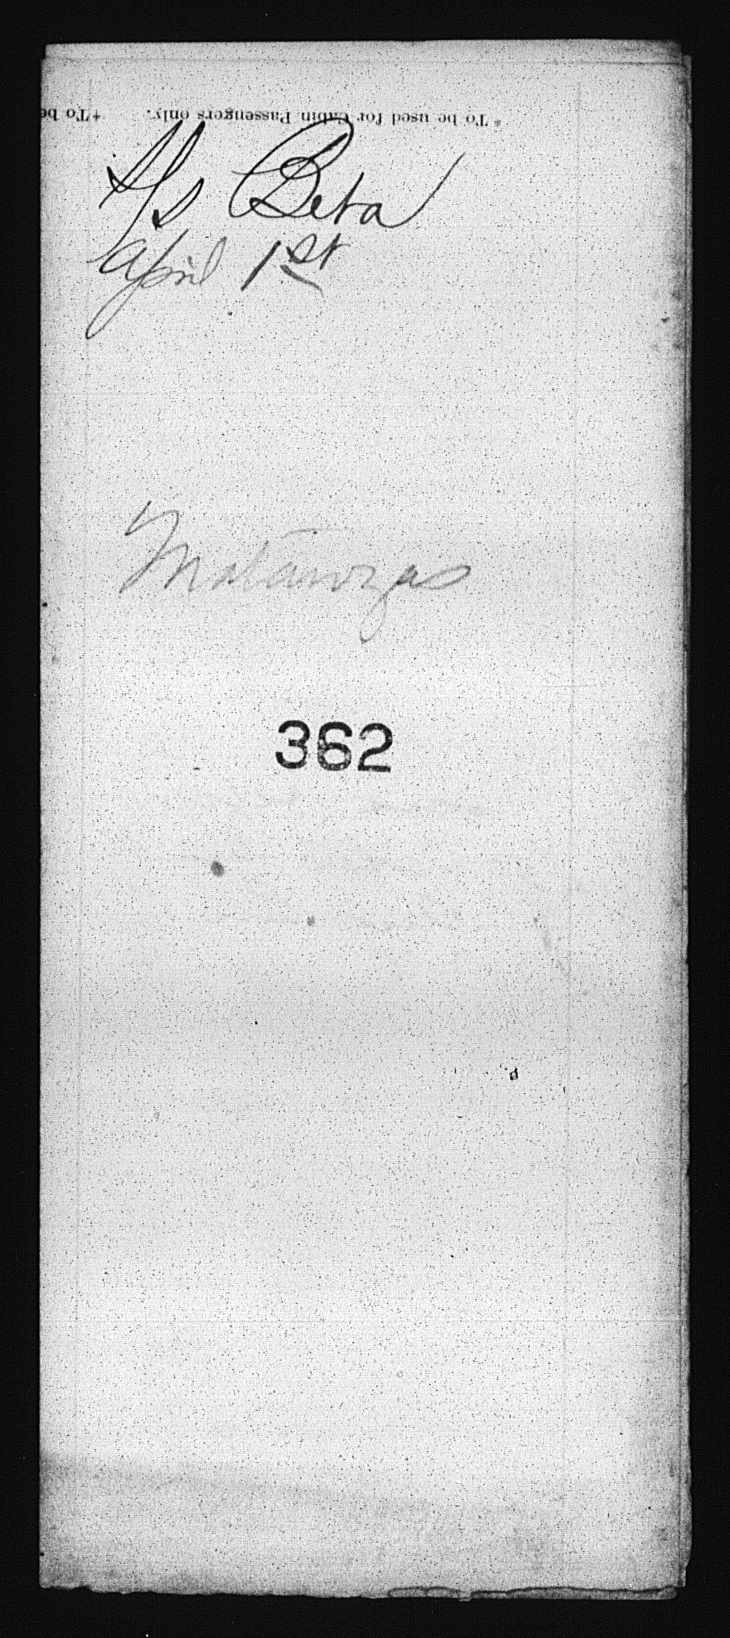 * To be used for Cabin Passengers only. † To be
S/S Beta
April 1st
Matanzas
362